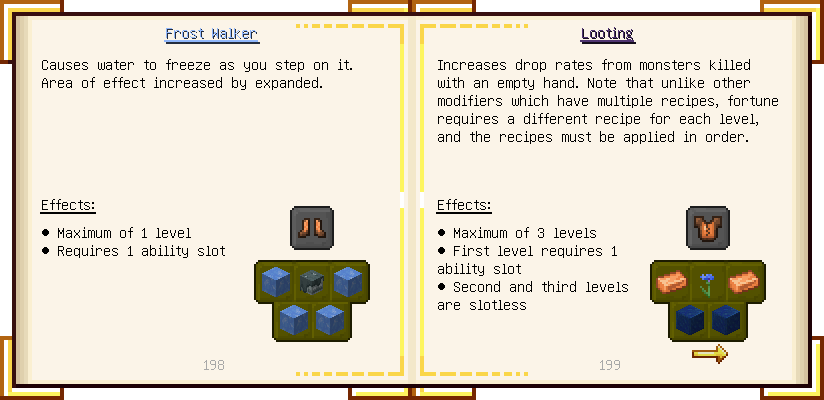 Frost Walker
Causes water to freeze as you step on it.
Area of effect increased by expanded.
Effects:
● Maximum of 1 level
● Requires 1 ability slot
198
Looting
Increases drop rates from monsters killed
with an empty hand. Note that unlike other
modifiers which have multiple recipes, fortune
requires a different recipe for each level,
and the recipes must be applied in order.
Effects:
● Maximum of 3 levels
● First level requires 1
ability slot
● Second and third levels
are slotless
199